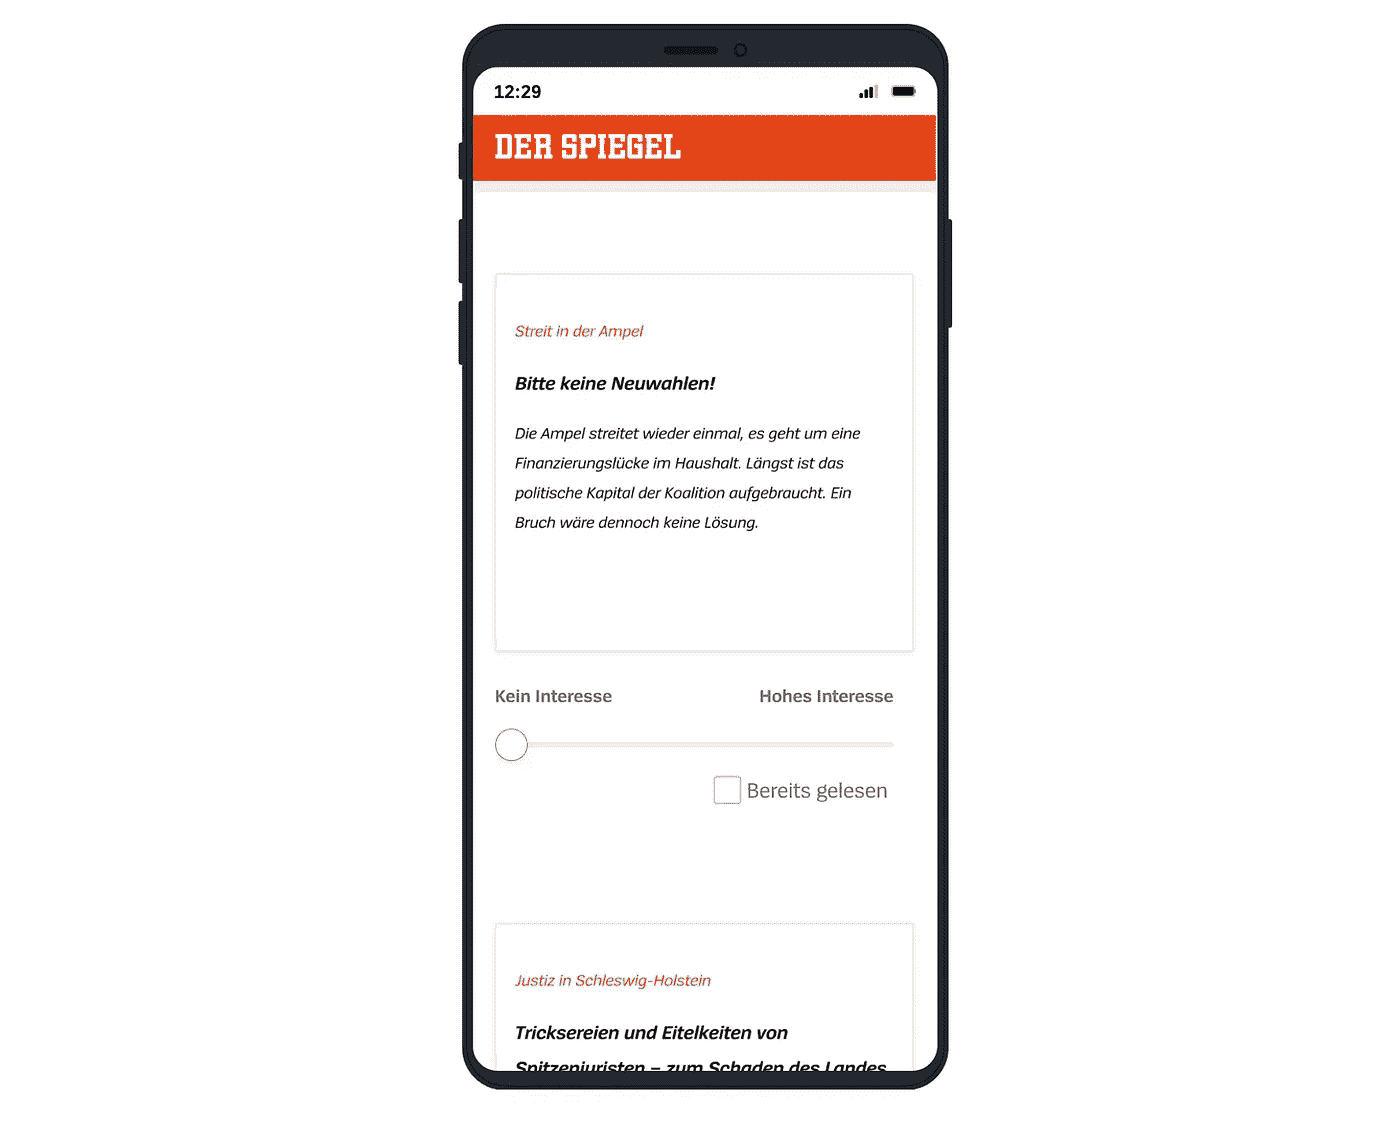 12:29
DER SPIEGEL
Streit in der Ampel
Bitte keine Neuwahlen!
Die Ampel streitet wieder einmal, es geht um eine
Finanzierungslücke im Haushalt. Längst ist das
politische Kapital der Koalition aufgebraucht. Ein
Bruch wäre dennoch keine Lösung.
Kein Interesse
Hohes Interesse
Bereits gelesen
Justiz in Schleswig-Holstein
Tricksereien und Eitelkeiten von
Spitzenjuristen – zum Schaden des Landes